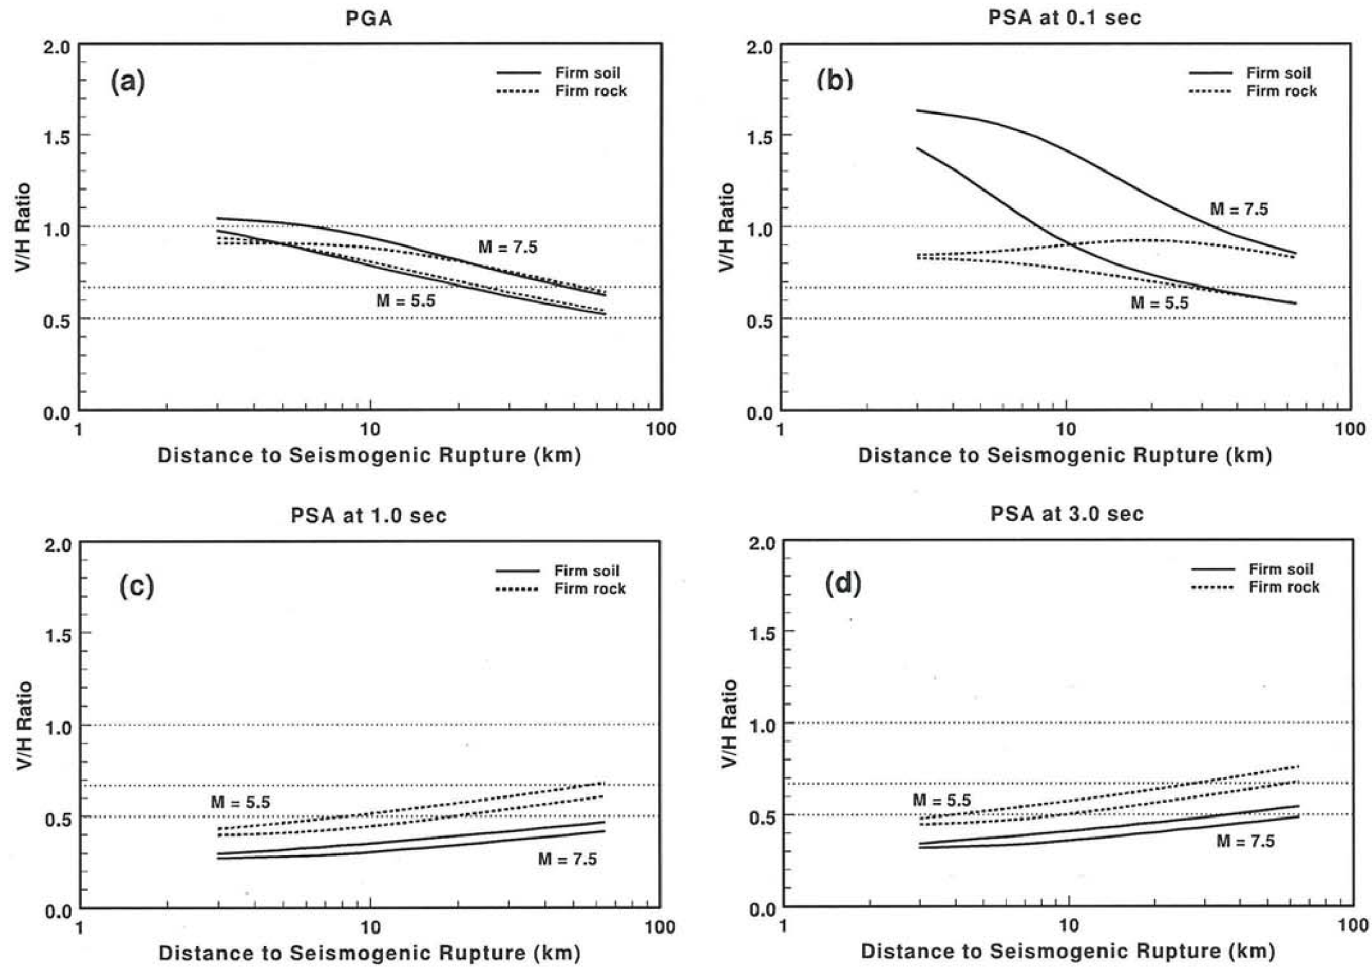 PGA
(a)
Firm soil
Firm rock
2.0
1.5
1.0
0.5
0.0
V/H Ratio
M = 7.5
M = 5.5
1
10
100
Distance to Seismogenic Rupture (km)
PSA at 0.1 sec
(b)
Firm soil
Firm rock
2.0
1.5
1.0
0.5
0.0
V/H Ratio
M = 7.5
M = 5.5
1
10
100
Distance to Seismogenic Rupture (km)
PSA at 1.0 sec
(c)
Firm soil
Firm rock
2.0
1.5
1.0
0.5
0.0
V/H Ratio
M = 5.5
M = 7.5
1
10
100
Distance to Seismogenic Rupture (km)
PSA at 3.0 sec
(d)
Firm soil
Firm rock
2.0
1.5
1.0
0.5
0.0
V/H Ratio
M = 5.5
M = 7.5
1
10
100
Distance to Seismogenic Rupture (km)